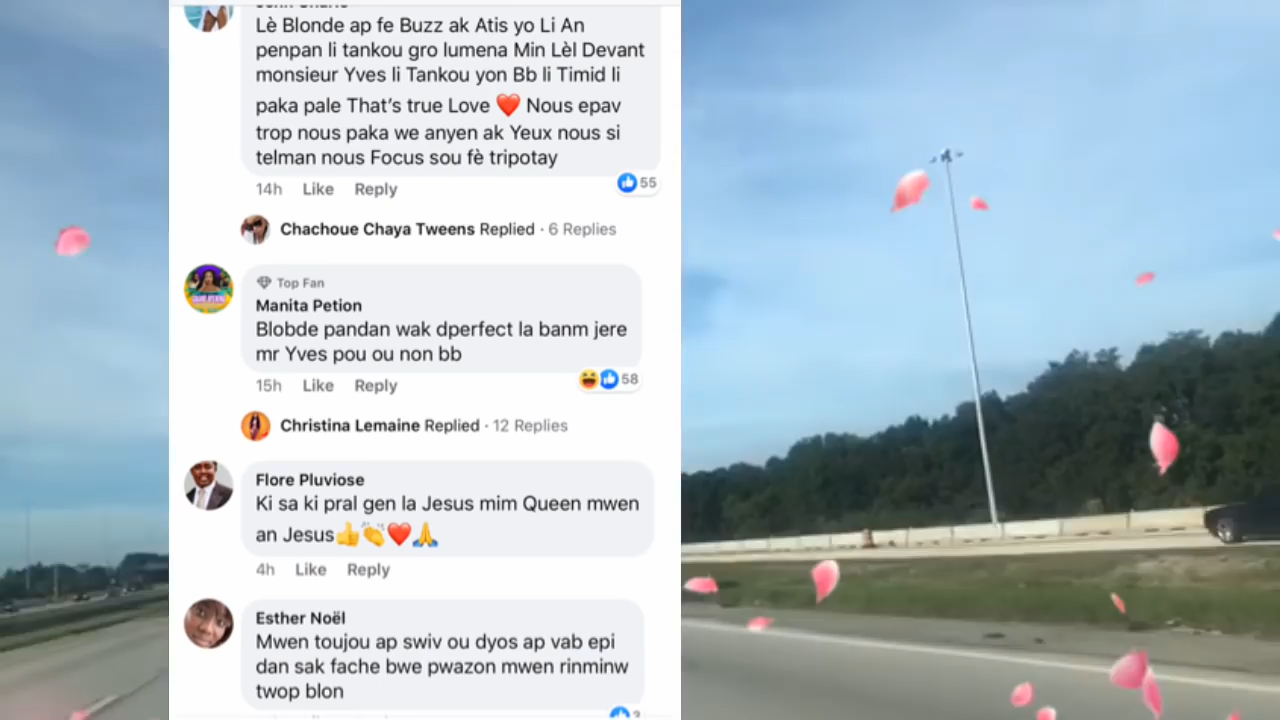 Lè Blonde ap fe Buzz ak Atis yo Li An
penpan li tankou gro lumena Min Lèl Devant
monsieur Yves li Tankou yon Bb li Timid li
paka pale That's true Love ❤️ Nous epav
trop nous paka we anyen ak Yeux nous si
telman nous Focus sou fè tripotay
14h Like Reply 55
Chachoue Chaya Tweens Replied · 6 Replies
Top Fan
Manita Petion
Blobde pandan wak dperfect la banm jere
mr Yves pou ou non bb
15h Like Reply 58
Christina Lemaine Replied · 12 Replies
Flore Pluviose
Ki sa ki pral gen la Jesus mim Queen mwen
an Jesus👍👏❤️🙏
4h Like Reply
Esther Noël
Mwen toujou ap swiv ou dyos ap vab epi
dan sak fache bwe pwazon mwen rinminw
twop blon